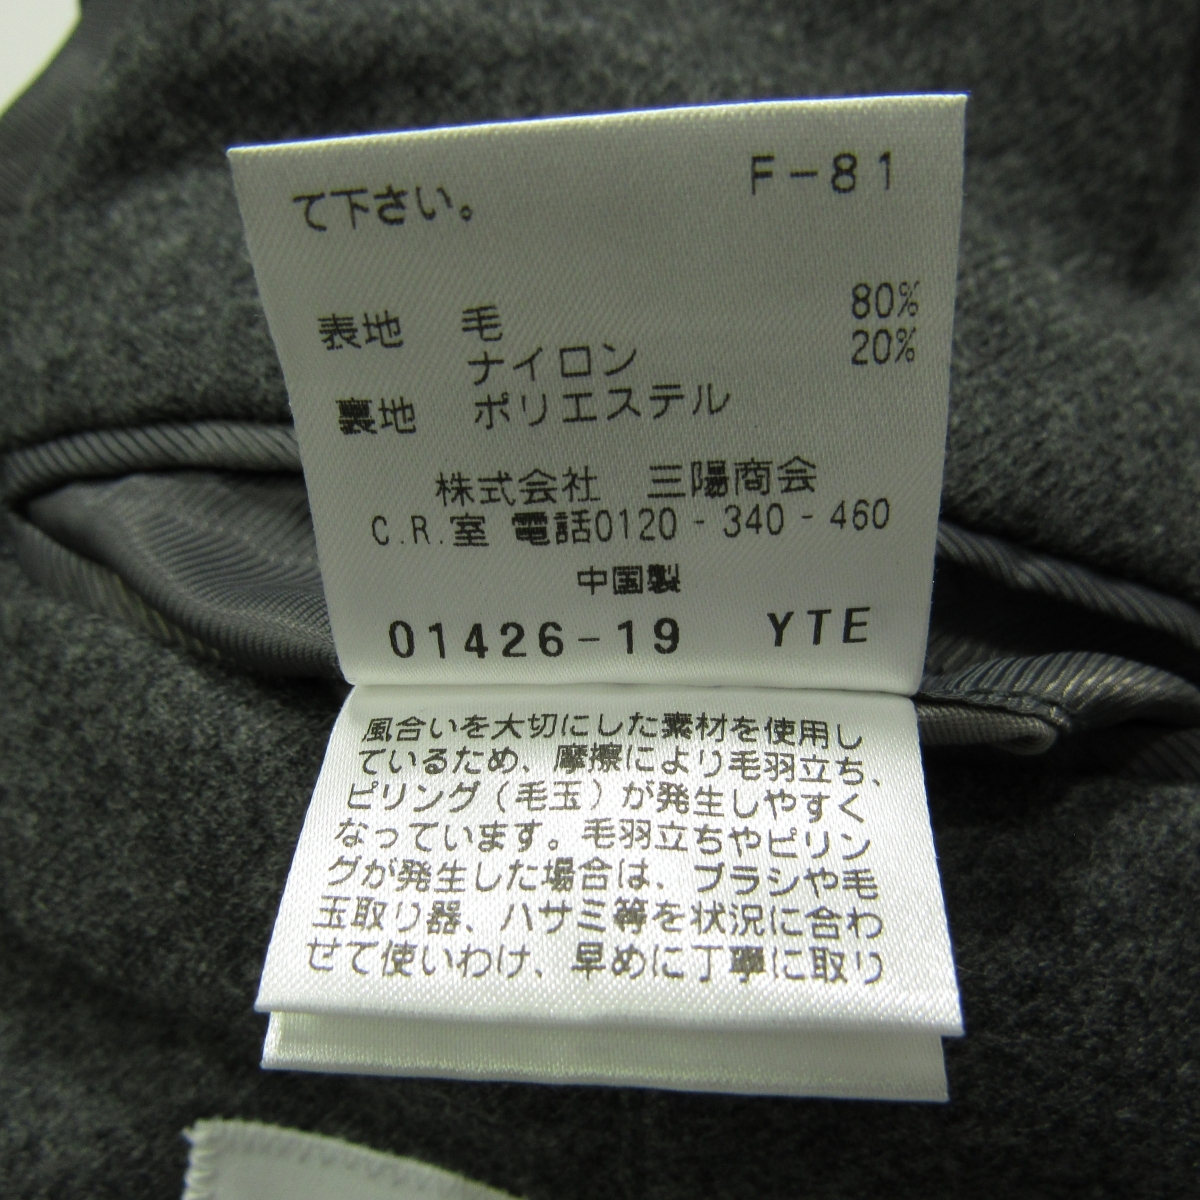 て下さい。 F-81
表地 毛 80%
ナイロン 20%
裏地 ポリエステル
株式会社 三陽商会
C.R.室 電話0120-340-460
中国製
01426-19 YTE
風合いを大切にした素材を使用し
ているため、摩擦により毛羽立ち、
ピリング(毛玉)が発生しやすく
なっています。毛羽立ちやピリン
グが発生した場合は、ブラシや毛
玉取り器、ハサミ等を状況に合わ
せて使いわけ、早めに丁寧に取り